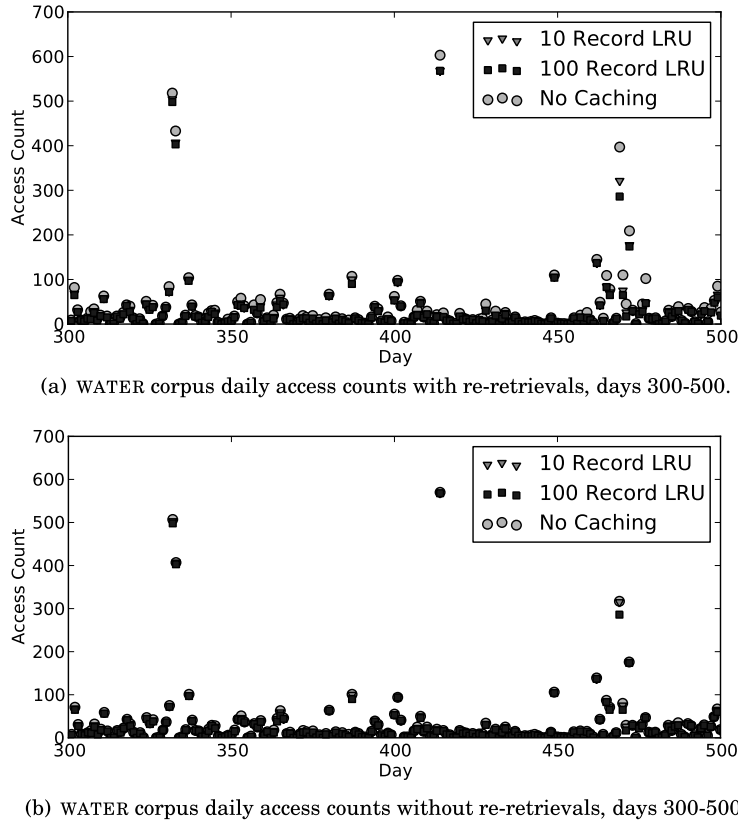 700
600
500
400
300
200
100
0
300
350
400
450
500
Access Count
Day
10 Record LRU
100 Record LRU
No Caching
(a) WATER corpus daily access counts with re-retrievals, days 300-500.
700
600
500
400
300
200
100
0
300
350
400
450
500
Access Count
Day
10 Record LRU
100 Record LRU
No Caching
(b) WATER corpus daily access counts without re-retrievals, days 300-500